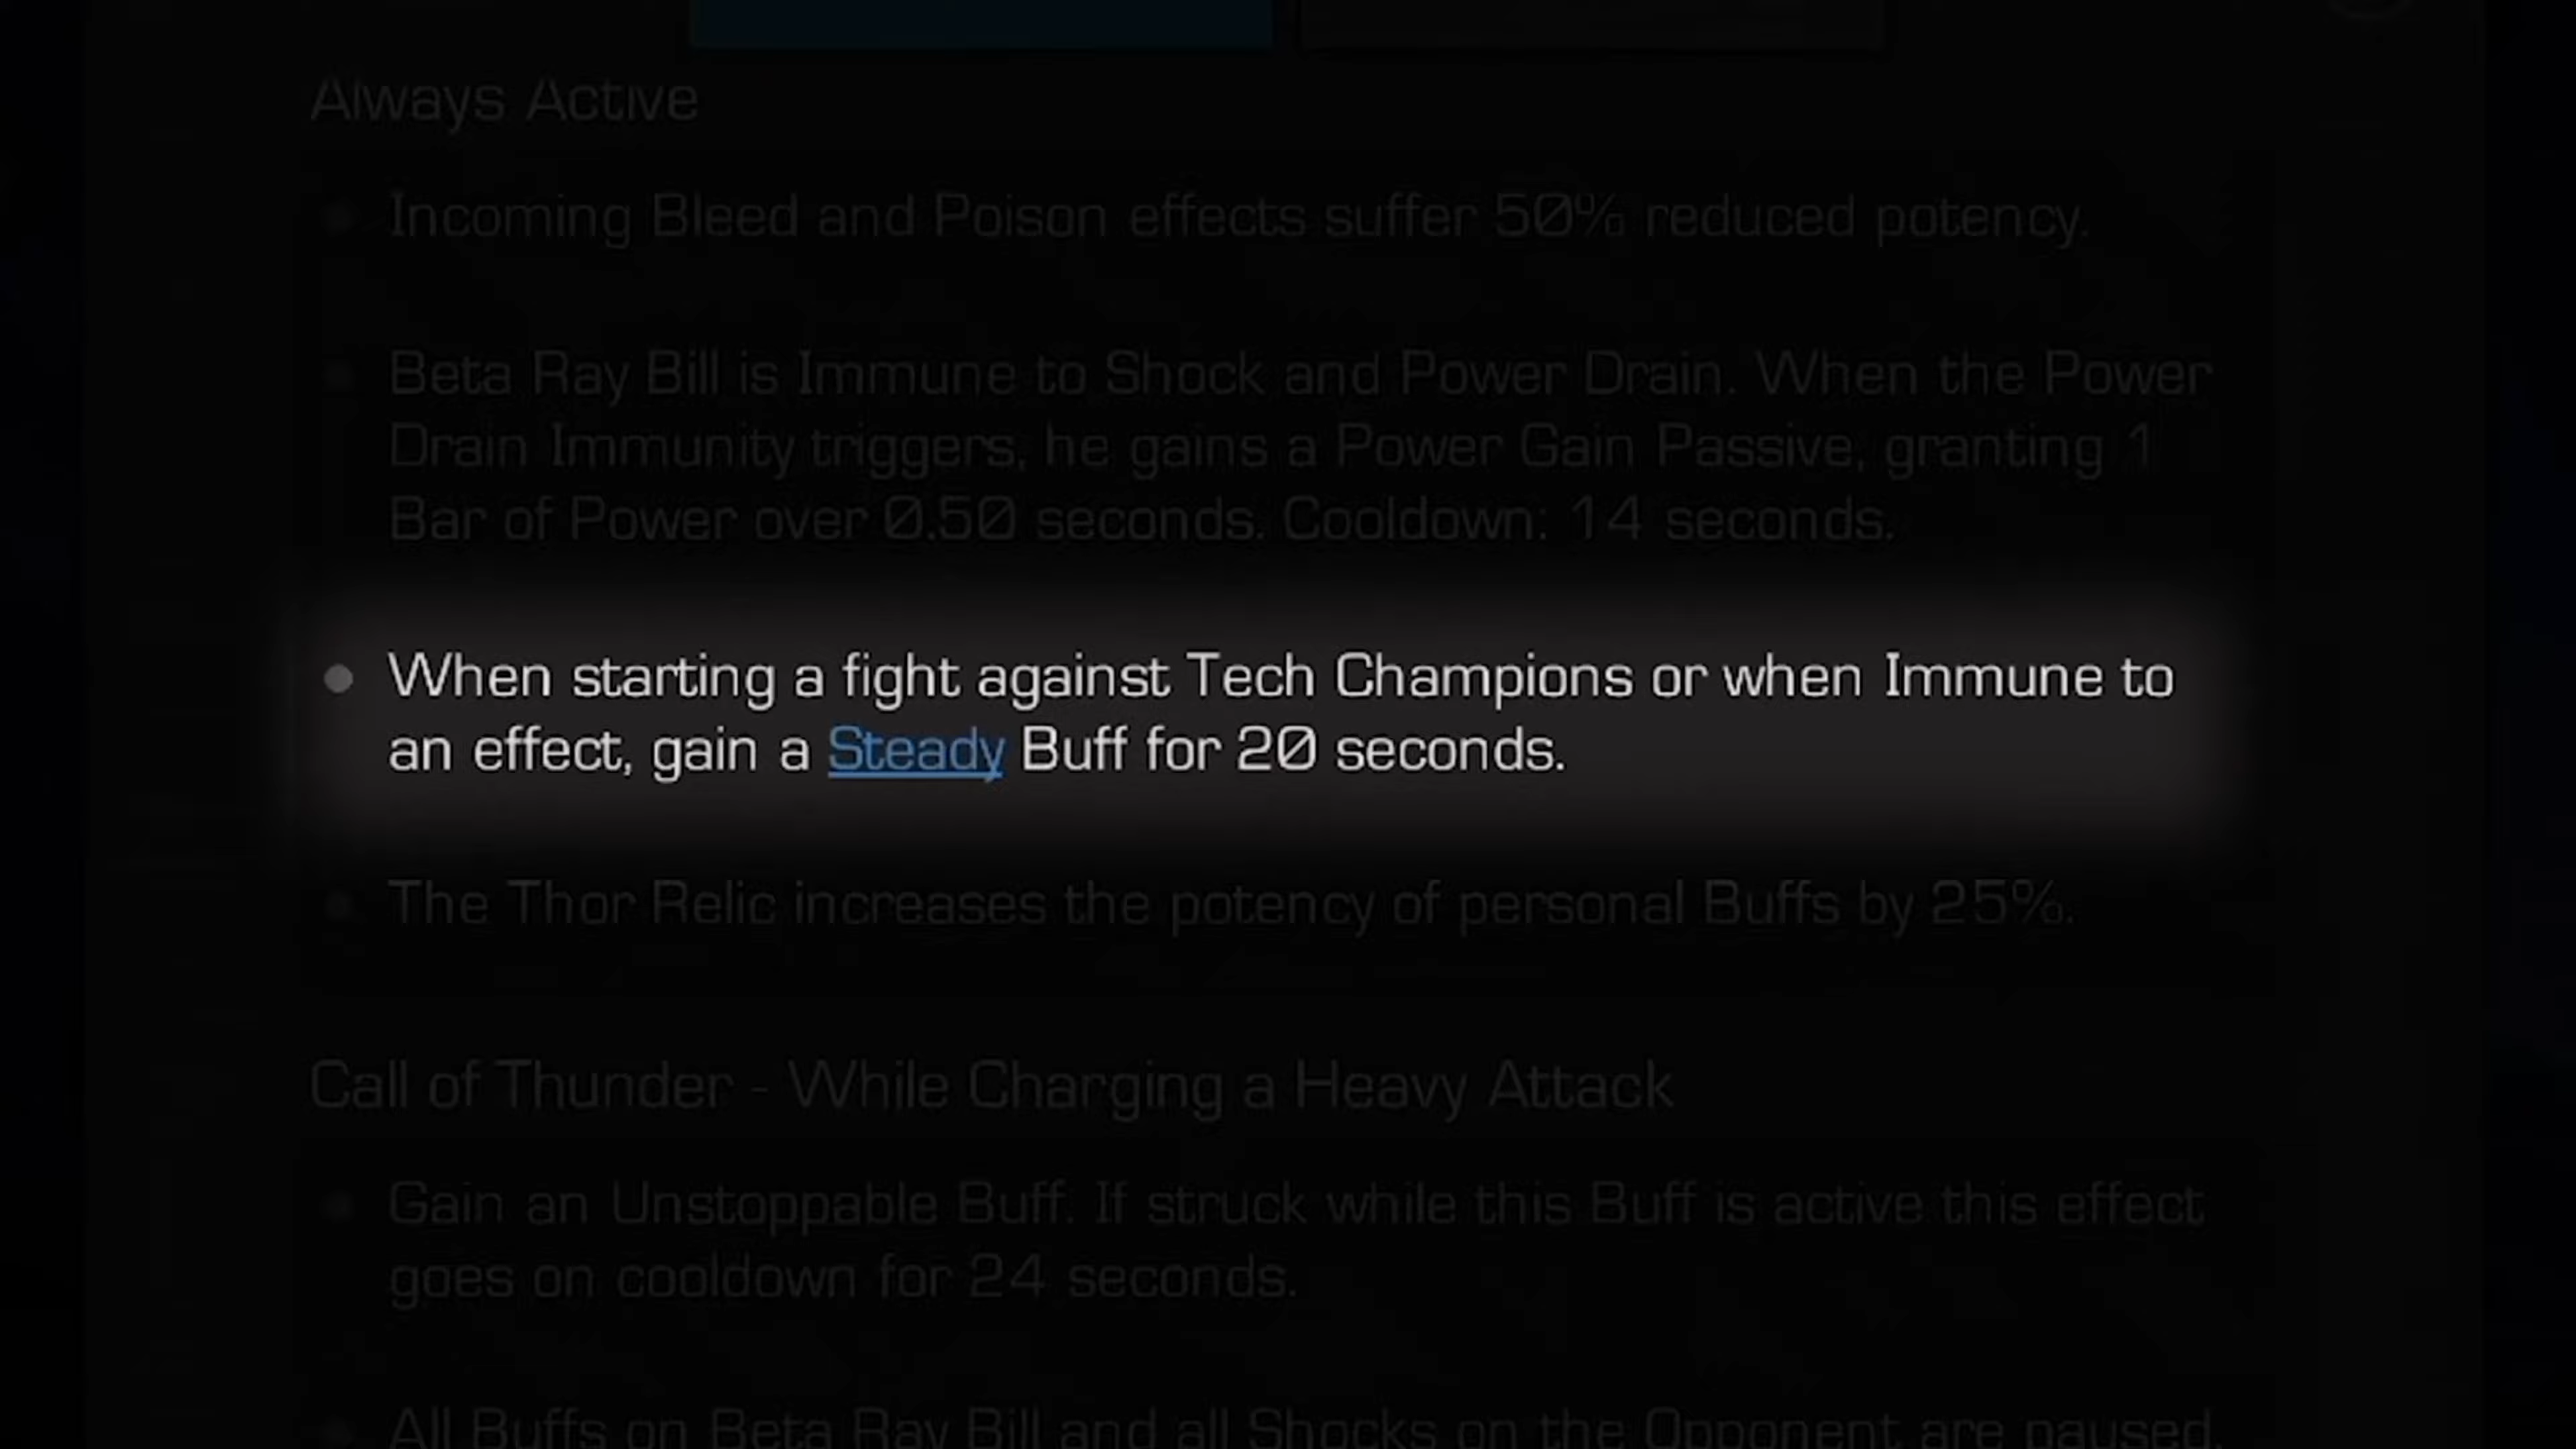 Always Active
Incoming Bleed and Poison effects suffer 50% reduced potency.
Beta Ray Bill is Immune to Shock and Power Drain. When the Power
Drain Immunity triggers, he gains a Power Gain Passive, granting 1
Bar of Power over 0.50 seconds. Cooldown: 14 seconds.
When starting a fight against Tech Champions or when Immune to
an effect, gain a Steady Buff for 20 seconds.
The Thor Relic increases the potency of personal Buffs by 25%.
Call of Thunder - While Charging a Heavy Attack
Gain an Unstoppable Buff. If struck while this Buff is active this effect
goes on cooldown for 24 seconds.
All Buffs on Beta Ray Bill and all Shocks on the Opponent are paused.